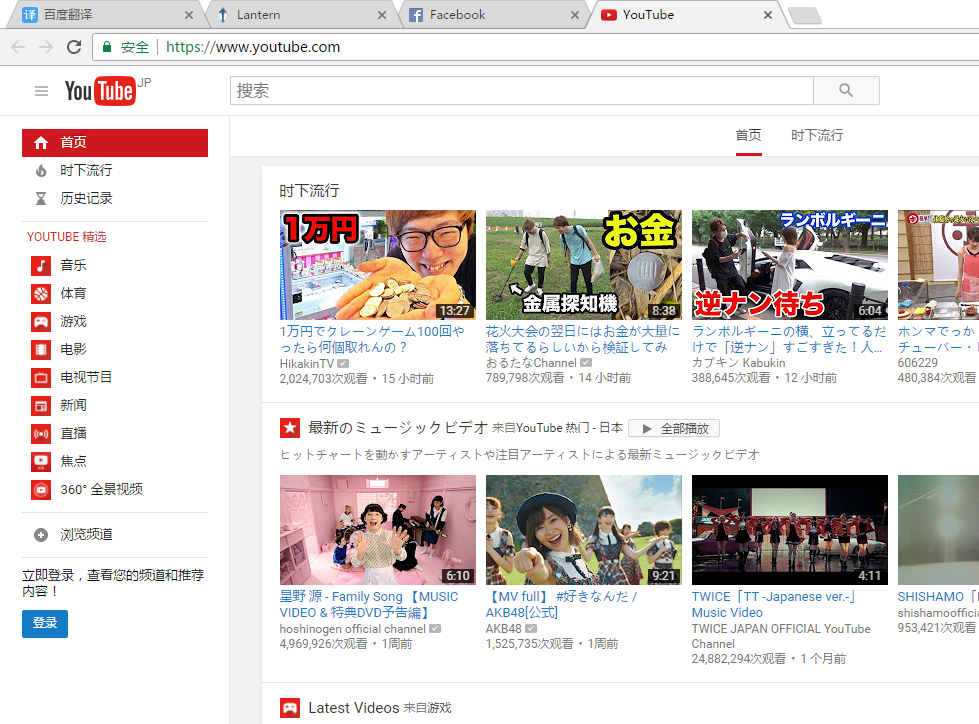 百度翻译
Lantern
Facebook
YouTube
安全 https://www.youtube.com
YouTube JP
搜索
首页
时下流行
历史记录
YOUTUBE 精选
音乐
体育
游戏
电影
电视节目
新闻
直播
焦点
360° 全景视频
浏览频道
立即登录，查看您的频道和推荐
内容！
登录
首页 时下流行
时下流行
1万円
13:27
1万円でクレーンゲーム100回や
ったら何個取れんの？
HikakinTV
2,024,703次观看・15 小时前
お金
金属探知機
8:38
花火大会の翌日にはお金が大量に
落ちてるらしいから検証してみ
おるたなChannel
789,798次观看・14 小时前
ランボルギーニ
逆ナン待ち
6:04
ランボルギーニの横、立ってるだ
けで「逆ナン」すごすぎた！人...
カブキン Kabukin
388,645次观看・12 小时前
ホンマでっか
チューバー・
606229
480,384次观看
最新のミュージックビデオ 来自YouTube 热门 - 日本 全部播放
ヒットチャートを動かすアーティストや注目アーティストによる最新ミュージックビデオ
6:10
星野 源 - Family Song 【MUSIC
VIDEO & 特典DVD予告編】
hoshinogen official channel
4,969,926次观看・1周前
9:21
【MV full】 #好きなんだ /
AKB48[公式]
AKB48
1,525,735次观看・1周前
4:11
TWICE「TT -Japanese ver.-」
Music Video
TWICE JAPAN OFFICIAL YouTube
Channel
24,882,294次观看・1 个月前
SHISHAMO
shishamoofficia
953,421次观看
Latest Videos 来自游戏